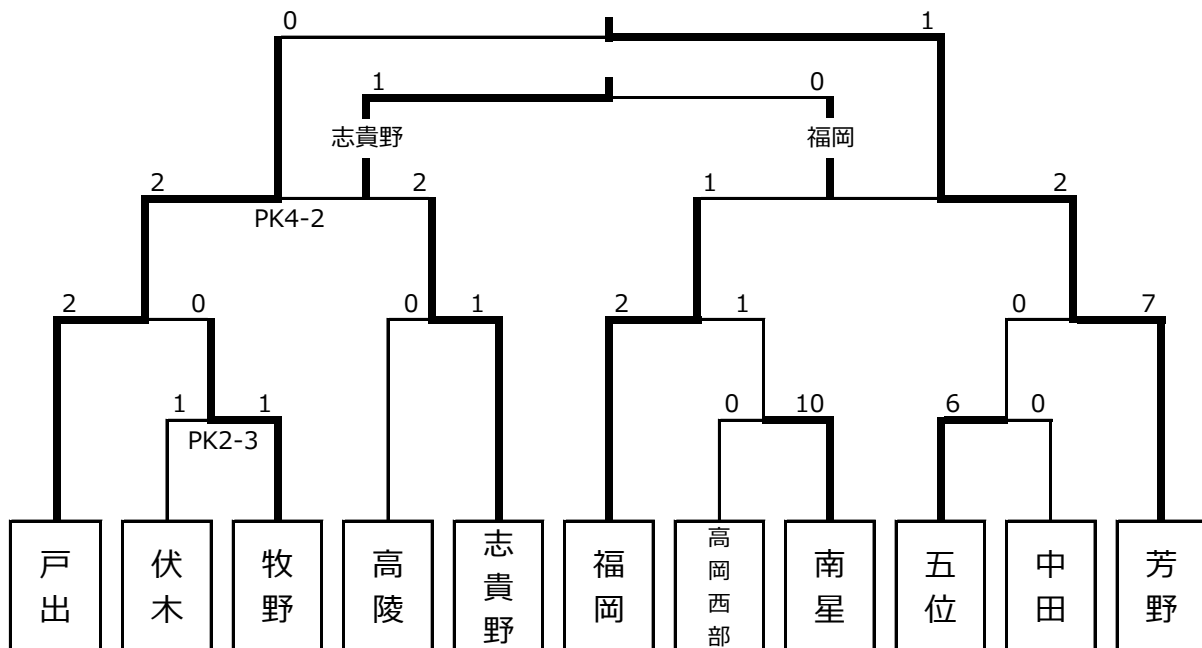 0 1
1 0
志貴野 福岡
2 2 1 2
PK4-2
2 0 0 1 2 1 0 7
1 1 0 10 6 0
PK2-3
戸出
伏木
牧野
高陵
志貴野
福岡
高岡西部
南星
五位
中田
芳野